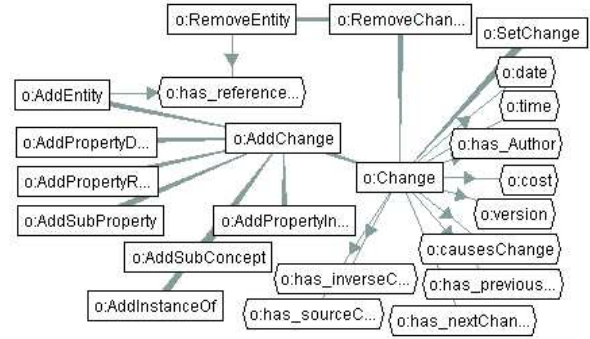 o:RemoveEntity
o:RemoveChan...
o:SetChange
o:date
o:AddEntity
o:has_reference...
o:time
o:AddPropertyD...
o:AddChange
o:has_Author
o:AddPropertyR...
o:Change
o:cost
o:AddSubProperty
o:AddPropertyIn...
o:version
o:AddSubConcept
o:causesChange
o:has_inverseC...
o:has_previous...
o:AddInstanceOf
o:has_sourceC...
o:has_nextChan...